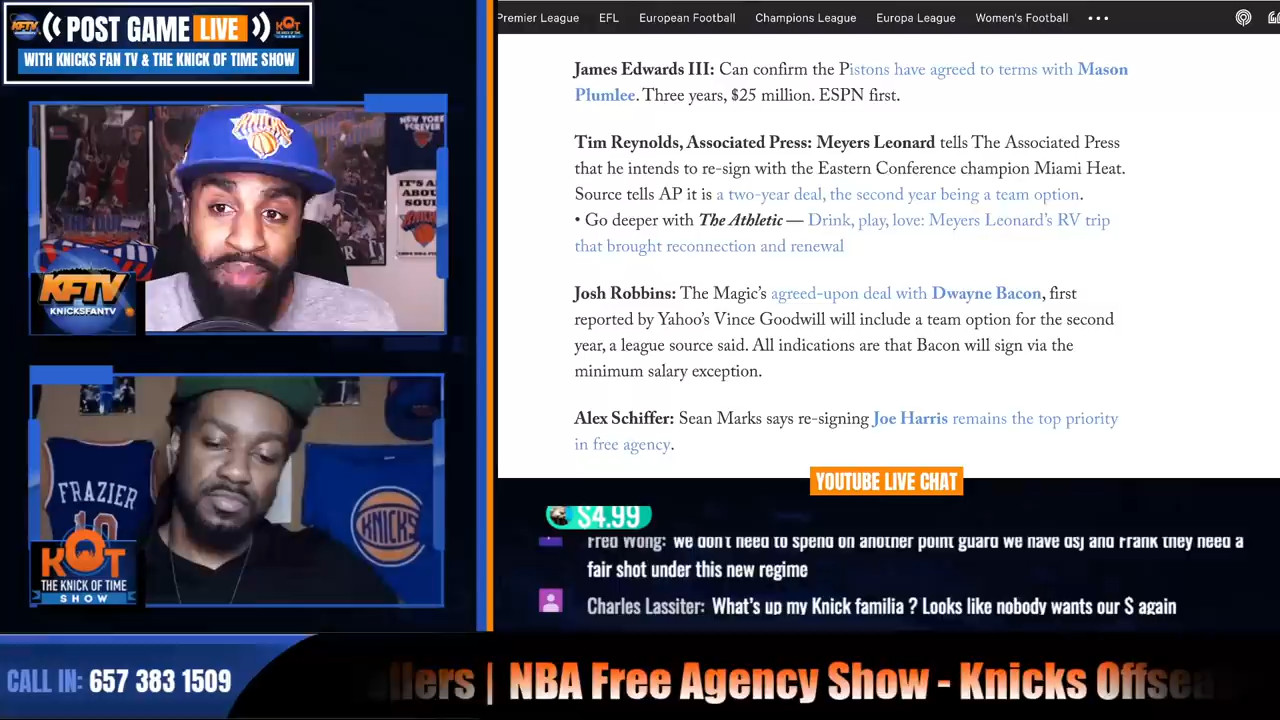 KFTV
POST GAME LIVE
KOT
WITH KNICKS FAN TV & THE KNICK OF TIME SHOW
Premier League EFL European Football Champions League Europa League Women's Football
James Edwards III: Can confirm the Pistons have agreed to terms with Mason
Plumlee. Three years, $25 million. ESPN first.
Tim Reynolds, Associated Press: Meyers Leonard tells The Associated Press
that he intends to re-sign with the Eastern Conference champion Miami Heat.
Source tells AP it is a two-year deal, the second year being a team option.
• Go deeper with The Athletic — Drink, play, love: Meyers Leonard's RV trip
that brought reconnection and renewal
Josh Robbins: The Magic's agreed-upon deal with Dwayne Bacon, first
reported by Yahoo's Vince Goodwill will include a team option for the second
year, a league source said. All indications are that Bacon will sign via the
minimum salary exception.
Alex Schiffer: Sean Marks says re-signing Joe Harris remains the top priority
in free agency.
NEW YORK
FOREVER
KNICKS
KFTV
KNICKSFANTV
FRAZIER
10
KNICKS
KOT
THE KNICK OF TIME
SHOW
YOUTUBE LIVE CHAT
$4.99
Fred Wong: we don't need to spend on another point guard we have dsj and Frank they need a
fair shot under this new regime
Charles Lassiter: What's up my Knick familia ? Looks like nobody wants our $ again
CALL IN: 657 383 1509
llers | NBA Free Agency Show - Knicks Offsea